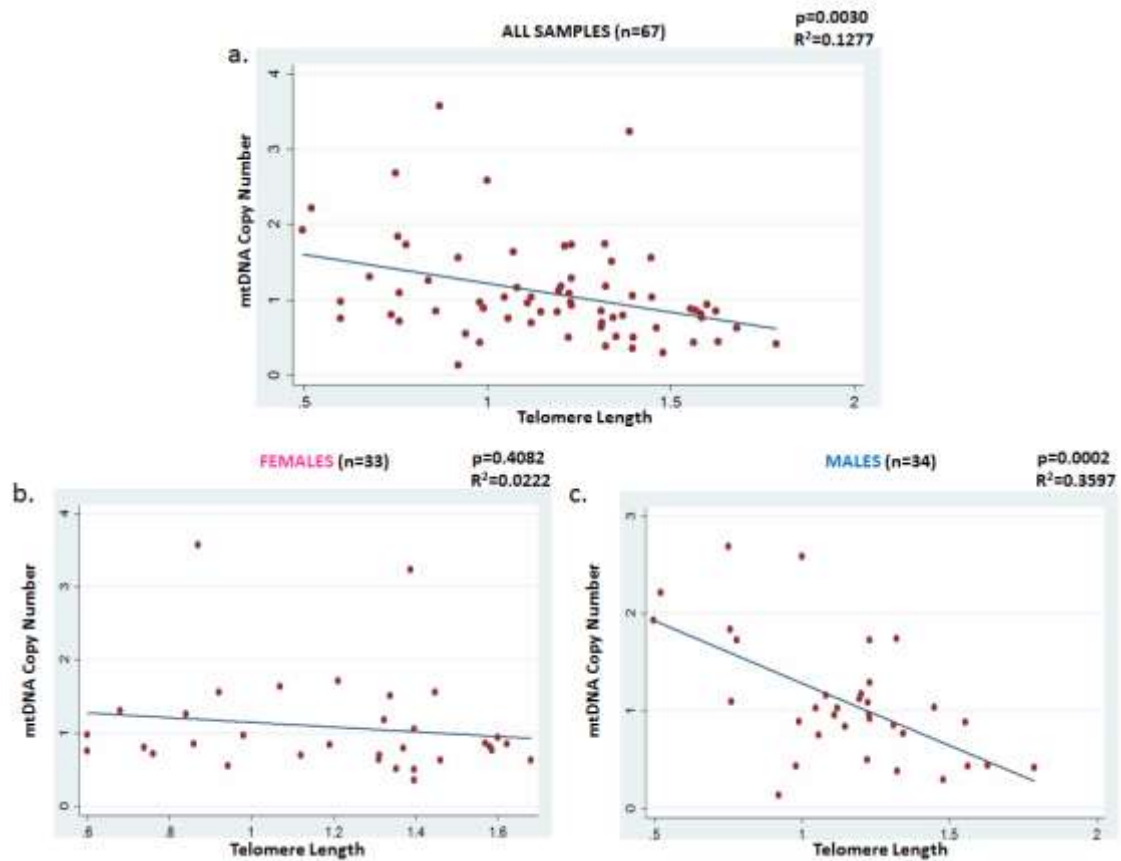 ALL SAMPLES (n=67)
p=0.0030
R²=0.1277
a.
mtDNA Copy Number
4
3
2
1
0
.5
1
1.5
2
Telomere Length
FEMALES (n=33)
p=0.4082
R²=0.0222
b.
mtDNA Copy Number
4
3
2
1
0
.6
.8
1
1.2
1.4
1.6
Telomere Length
MALES (n=34)
p=0.0002
R²=0.3597
c.
mtDNA Copy Number
3
2
1
0
.5
1
1.5
2
Telomere Length